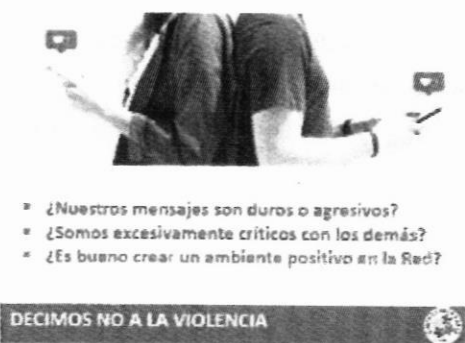 ¿Nuestros mensajes son duros o agresivos?
¿Somos excesivamente críticos con los demás?
¿Es bueno crear un ambiente positivo en la Red?
DECIMOS NO A LA VIOLENCIA